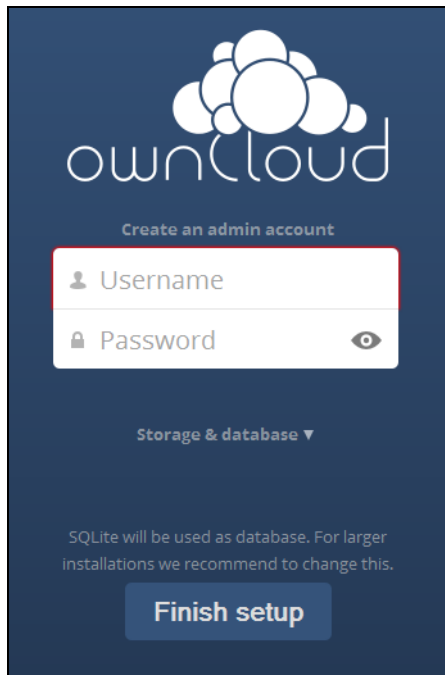 ownCloud
Create an admin account
Username
Password
Storage & database ▼
SQLite will be used as database. For larger
installations we recommend to change this.
Finish setup